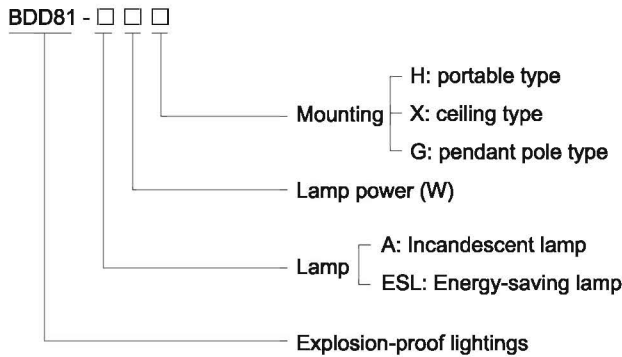 BDD81 - □ □ □
H: portable type
Mounting X: ceiling type
G: pendant pole type
Lamp power (W)
A: Incandescent lamp
Lamp
ESL: Energy-saving lamp
Explosion-proof lightings